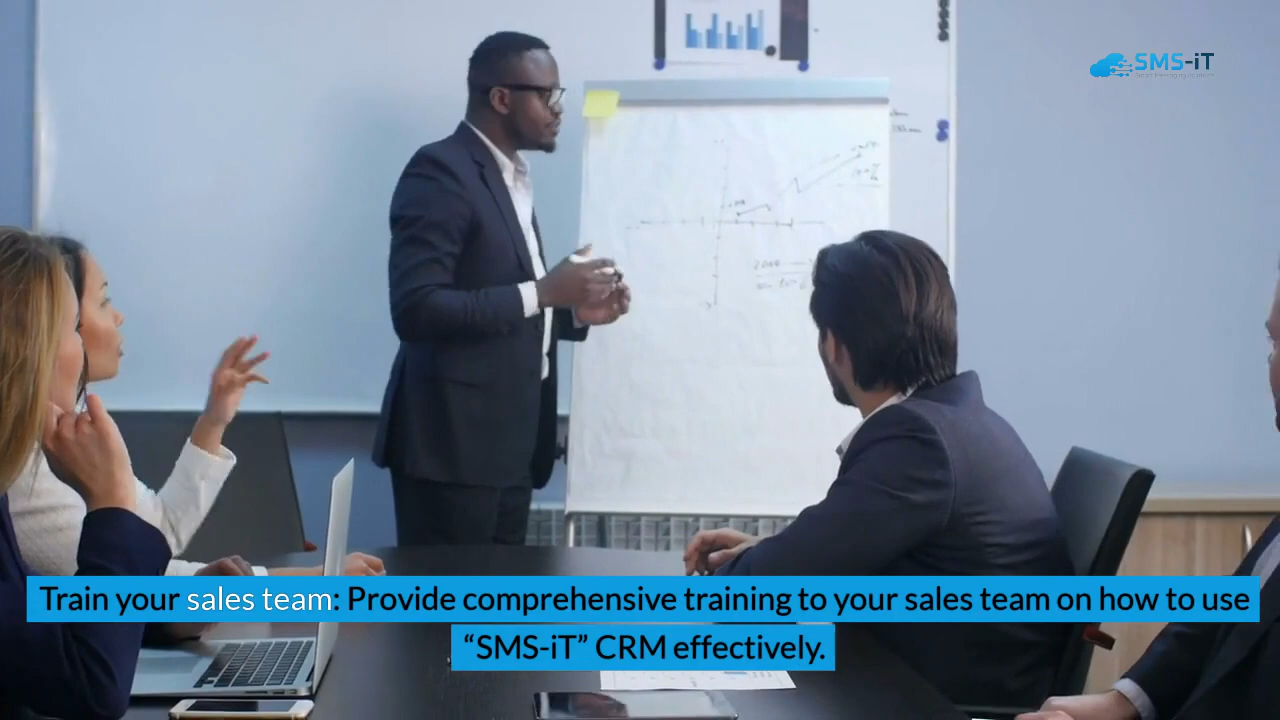 SMS-iT
Train your sales team: Provide comprehensive training to your sales team on how to use
“SMS-iT” CRM effectively.